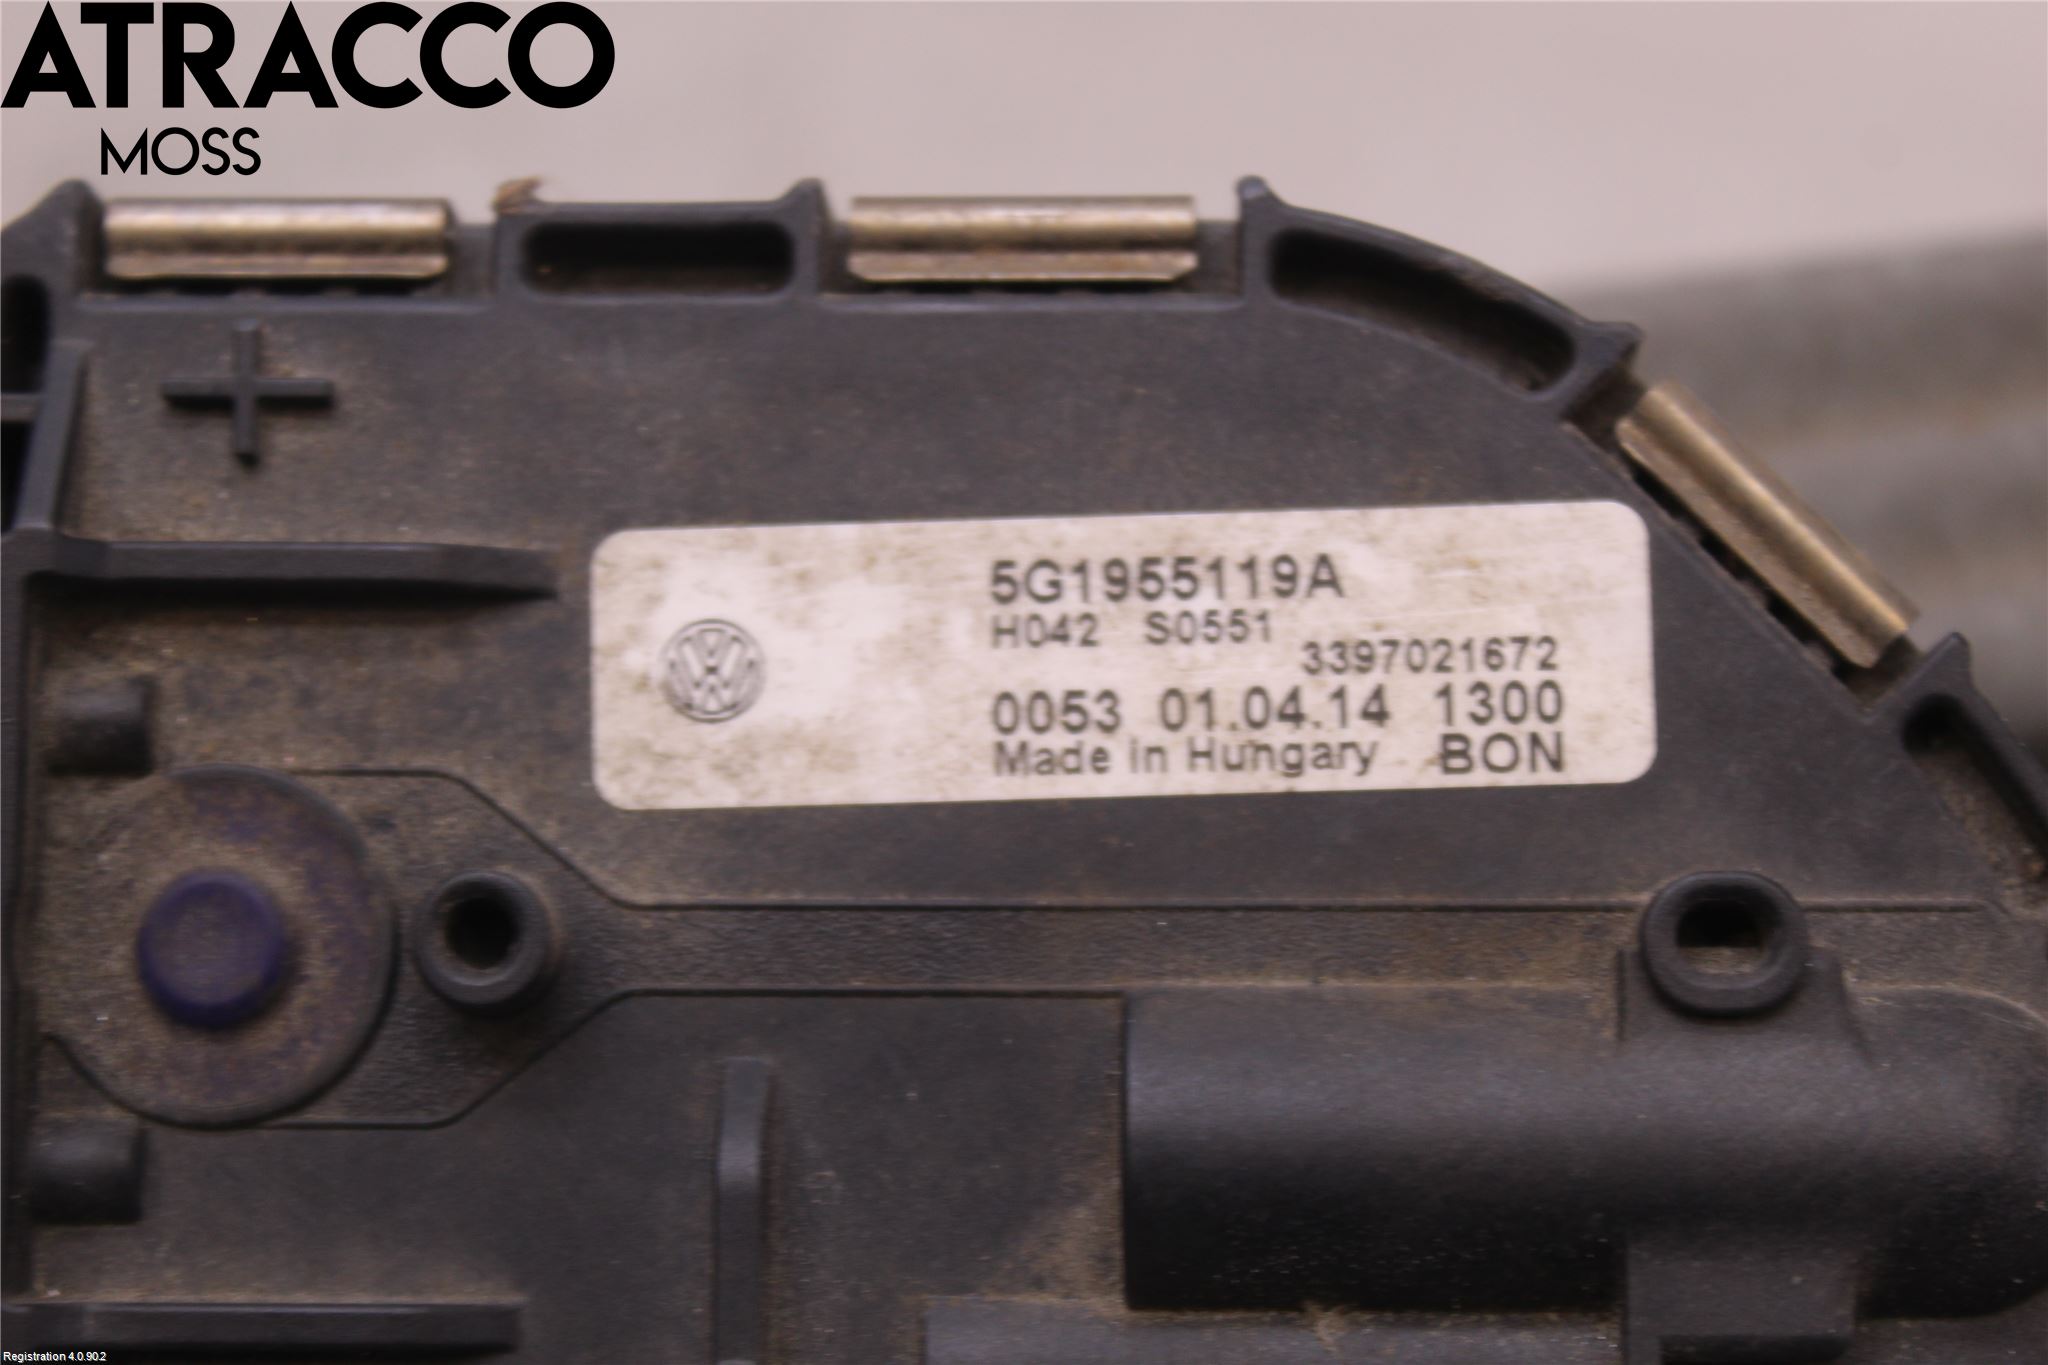 ATRACCO
MOSS
5G1955119A
H042 S0551
3397021672
0053 01.04.14 1300
Made in Hungary BON
Registration 4.0.90.2